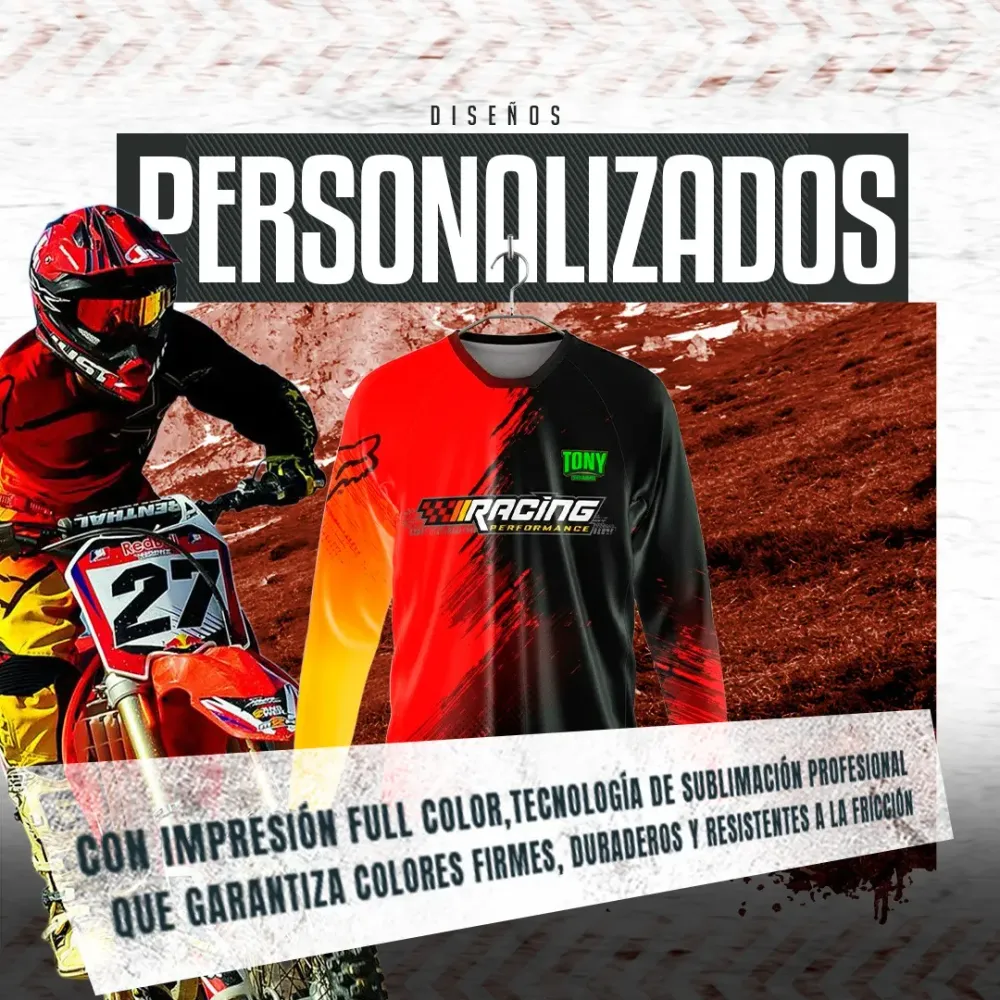 DISEÑOS
PERSONALIZADOS
TONY
RACING
PERFORMANCE
RENTHAL
Red Bull
27
CON IMPRESIÓN FULL COLOR,TECNOLOGÍA DE SUBLIMACIÓN PROFESIONAL
QUE GARANTIZA COLORES FIRMES, DURADEROS Y RESISTENTES A LA FRICCIÓN